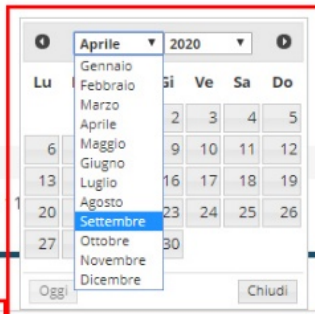 Aprile 2020
Gennaio
Lu Febbraio Gi Ve Sa Do
Marzo
Aprile 2 3 4 5
6 Maggio 9 10 11 12
Giugno
13 Luglio 16 17 18 19
Agosto
20 Settembre 23 24 25 26
27 Ottobre 30
Novembre
Dicembre
Oggi Chiudi